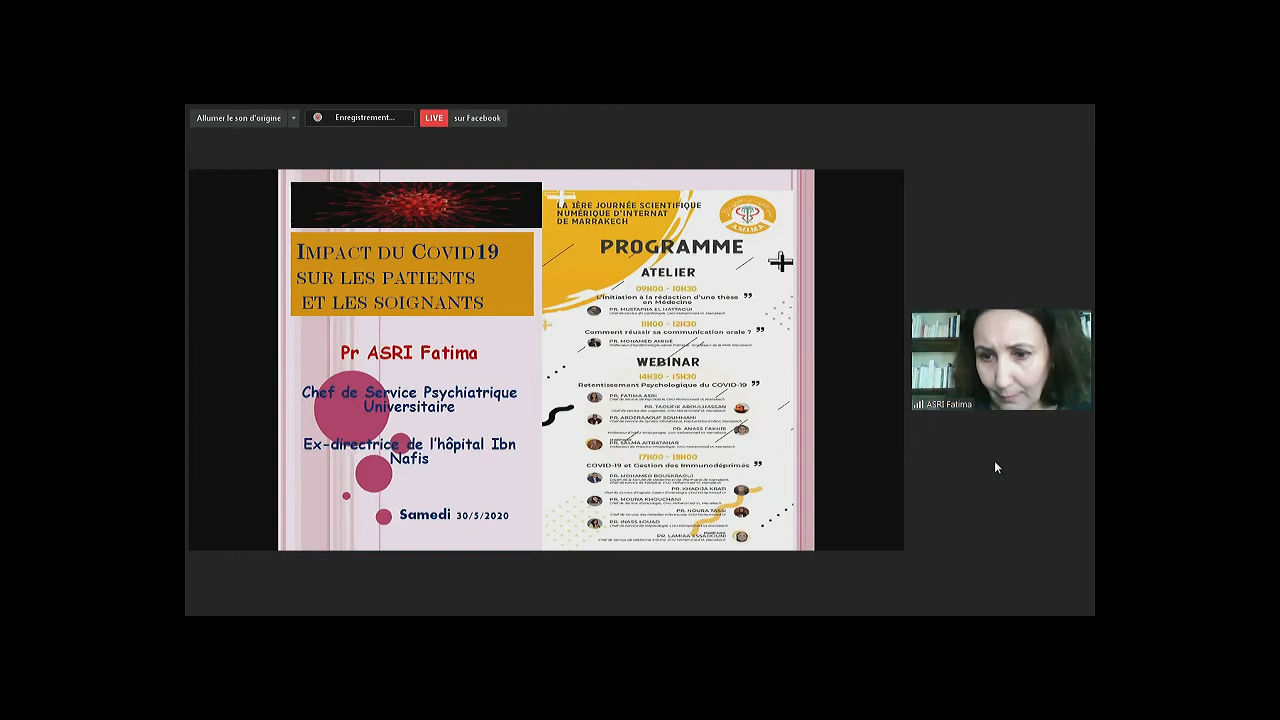 Allumer le son d'origine
Enregistrement...
LIVE sur Facebook
IMPACT DU COVID19
SUR LES PATIENTS
ET LES SOIGNANTS
Pr ASRI Fatima
Chef de Service Psychiatrique
Universitaire
Ex-directrice de l'hôpital Ibn
Nafis
Samedi 30/5/2020
LA 1ÈRE JOURNÉE SCIENTIFIQUE
NUMÉRIQUE D'INTERNAT
DE MARRAKECH
A.M.I.M.A
PROGRAMME
ATELIER
09H00 - 10H30
L'initiation à la rédaction d'une thèse
en Médecine
PR. MUSTAPHA EL HATTAOUI
11H00 - 12H30
Comment réussir sa communication orale ?
PR. MOHAMED AMINE
WEBINAR
14H30 - 15H30
Retentissement Psychologique du COVID-19
PR. FATIMA ASRI
PR. TAOUFIK ABOULHASSAN
PR. ABDERRAOUF SOUMMANI
PR. ANASS FAKHRI
PR. SALMA AITBATAHAR
17H00 - 18H00
COVID-19 et Gestion des Immunodéprimés
PR. MOHAMED BOUSKRAOUI
PR. KHADIJA KRATI
PR. MOUNA KHOUCHANI
PR. NOURA TASSI
PR. INASS LOUAD
PR. LAMIAA ESSAADOUNI
ASRI Fatima